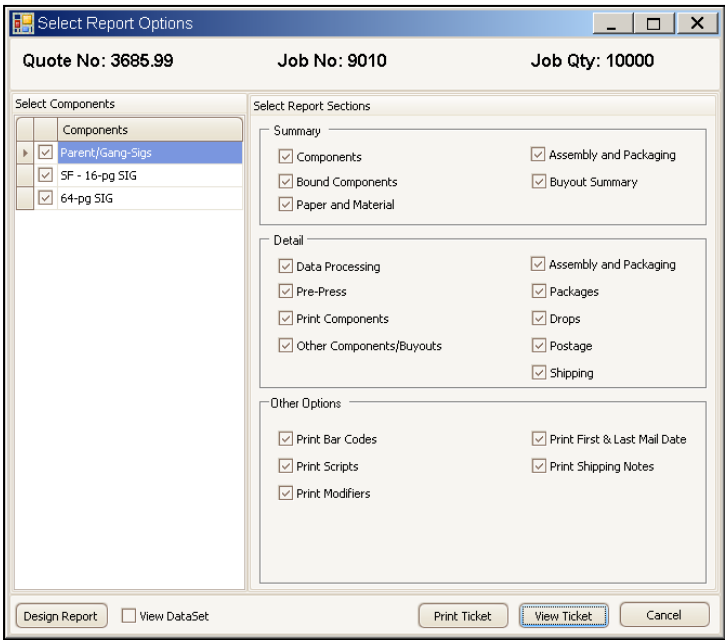 Select Report Options
Quote No: 3685.99 Job No: 9010 Job Qty: 10000
Select Components
Components
Parent/Gang-Sigs
SF - 16-pg SIG
64-pg SIG
Select Report Sections
Summary
Components
Assembly and Packaging
Bound Components
Buyout Summary
Paper and Material
Detail
Data Processing
Assembly and Packaging
Pre-Press
Packages
Print Components
Drops
Other Components/Buyouts
Postage
Shipping
Other Options
Print Bar Codes
Print First & Last Mail Date
Print Scripts
Print Shipping Notes
Print Modifiers
Design Report
View DataSet
Print Ticket
View Ticket
Cancel